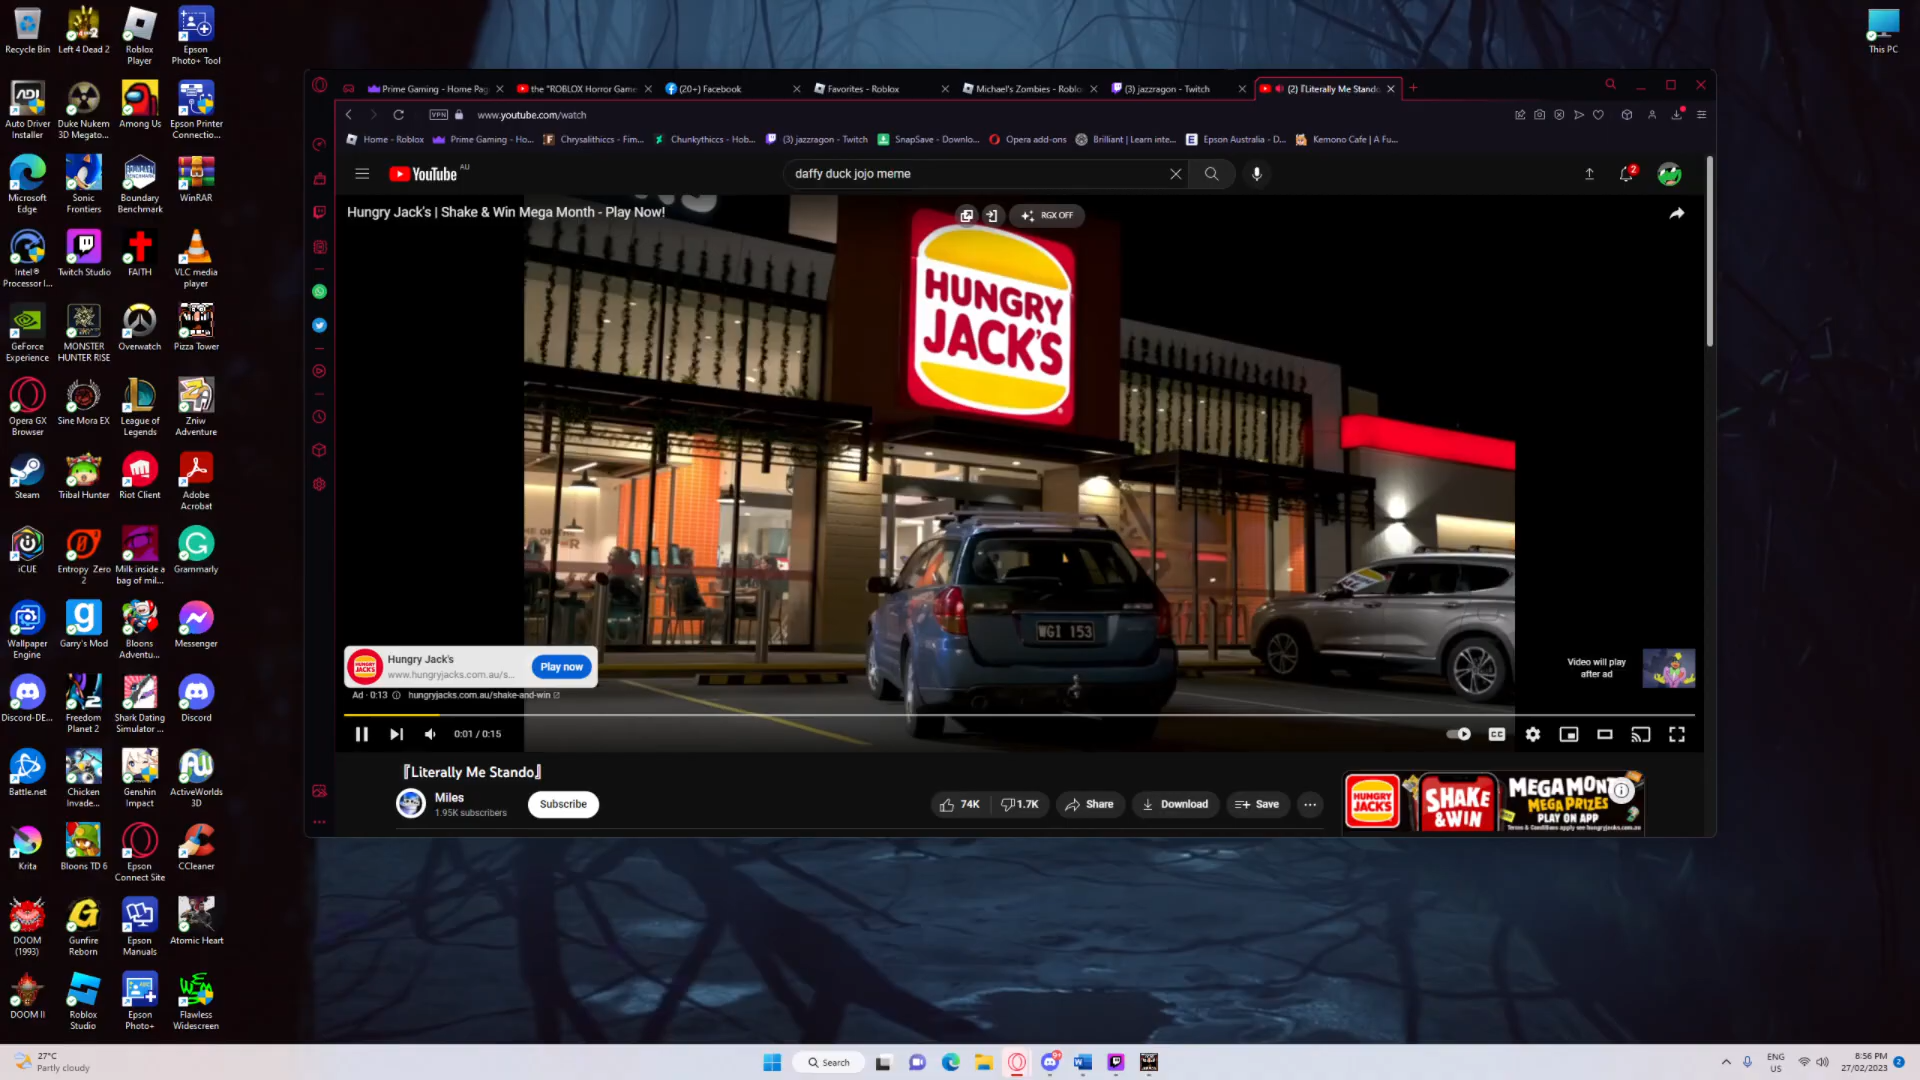 Recycle Bin
Left 4 Dead 2
Roblox Player
Epson Photo+ Tool
This PC
Auto Driver Installer
Duke Nukem 3D Megato...
Among Us
Epson Printer Connectio...
Microsoft Edge
Sonic Frontiers
Boundary Benchmark
WinRAR
Intel® Processor I...
Twitch Studio
FAITH
VLC media player
GeForce Experience
MONSTER HUNTER RISE
Overwatch
Pizza Tower
Opera GX Browser
Sine Mora EX
League of Legends
Zniw Adventure
Steam
Tribal Hunter
Riot Client
Adobe Acrobat
iCUE
Entropy Zero 2
Milk inside a bag of mil...
Grammarly
Wallpaper Engine
Garry's Mod
Bloons Adventu...
Messenger
Discord-DE...
Freedom Planet 2
Shark Dating Simulator ...
Discord
Battle.net
Chicken Invade...
Genshin Impact
ActiveWorlds 3D
Krita
Bloons TD 6
Epson Connect Site
CCleaner
DOOM (1993)
Gunfire Reborn
Epson Manuals
Atomic Heart
DOOM II
Roblox Studio
Epson Photo+
Flawless Widescreen
Prime Gaming - Home Pag
the "ROBLOX Horror Game
(20+) Facebook
Favorites - Roblox
Michael's Zombies - Roblo
(3) jazzragon - Twitch
(2) 『Literally Me Stando
VPN
www.youtube.com/watch
Home - Roblox
Prime Gaming - Ho...
Chrysalithiccs - Fim...
Chunkythiccs - Hob...
(3) jazzragon - Twitch
SnapSave - Downlo...
Opera add-ons
Brilliant | Learn inte...
Epson Australia - D...
Kemono Cafe | A Fu...
YouTube AU
daffy duck jojo meme
2
Hungry Jack's | Shake & Win Mega Month - Play Now!
RGX OFF
HUNGRY
JACK'S
WGI 153
Hungry Jack's
www.hungryjacks.com.au/s...
Play now
Ad · 0:13
hungryjacks.com.au/shake-and-win
Video will play
after ad
0:01 / 0:15
CC
『Literally Me Stando』
Miles
1.95K subscribers
Subscribe
74K
1.7K
Share
Download
Save
HUNGRY
JACK'S
SHAKE
& WIN
MEGA MONT
MEGA PRIZES
PLAY ON APP
27°C
Partly cloudy
Search
ENG
US
8:56 PM
27/02/2023
2